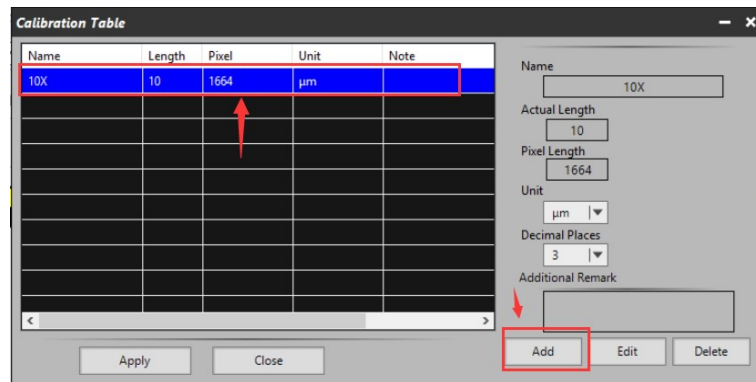 Calibration Table
Name Length Pixel Unit Note
10X 10 1664 μm
Name
10X
Actual Length
10
Pixel Length
1664
Unit
μm
Decimal Places
3
Additional Remark
Add Edit Delete
Apply Close